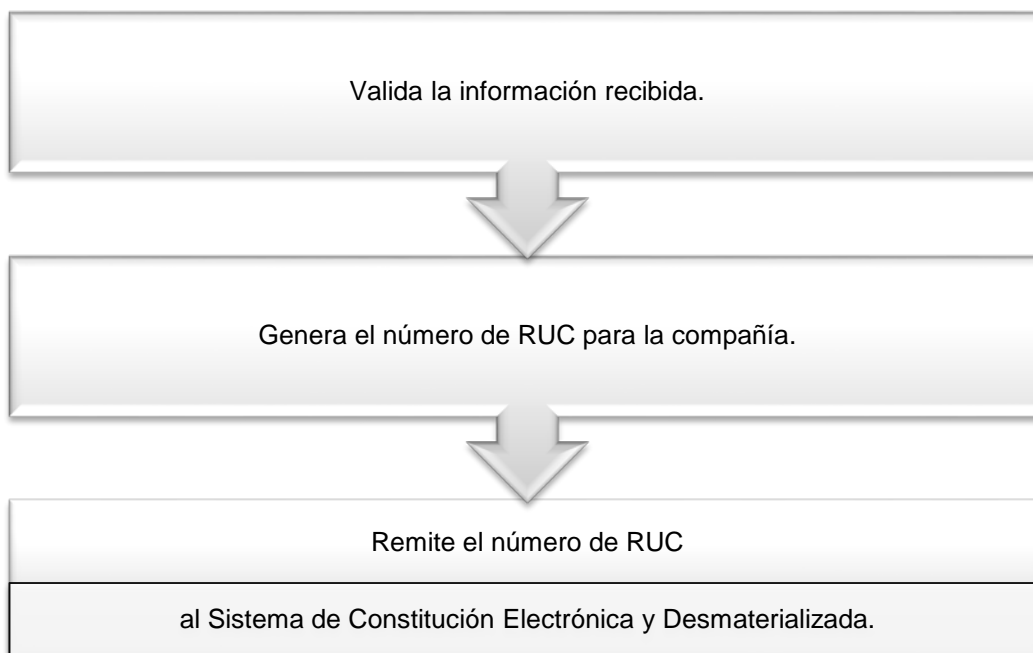 Valida la información recibida.
Genera el número de RUC para la compañía.
Remite el número de RUC
al Sistema de Constitución Electrónica y Desmaterializada.